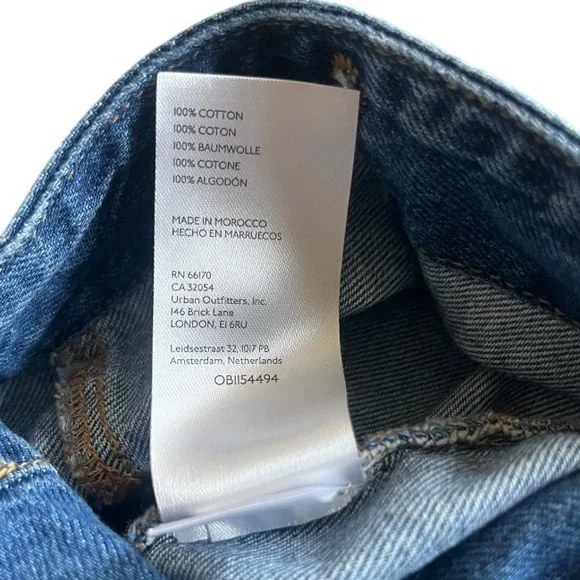 100% COTTON
100% COTON
100% BAUMWOLLE
100% COTONE
100% ALGODÓN
MADE IN MOROCCO
HECHO EN MARRUECOS
RN 66170
CA 32054
Urban Outfitters, Inc.
146 Brick Lane
LONDON, E1 6RU
Leidsestraat 32, 1017 PB
Amsterdam, Netherlands
OB1154494